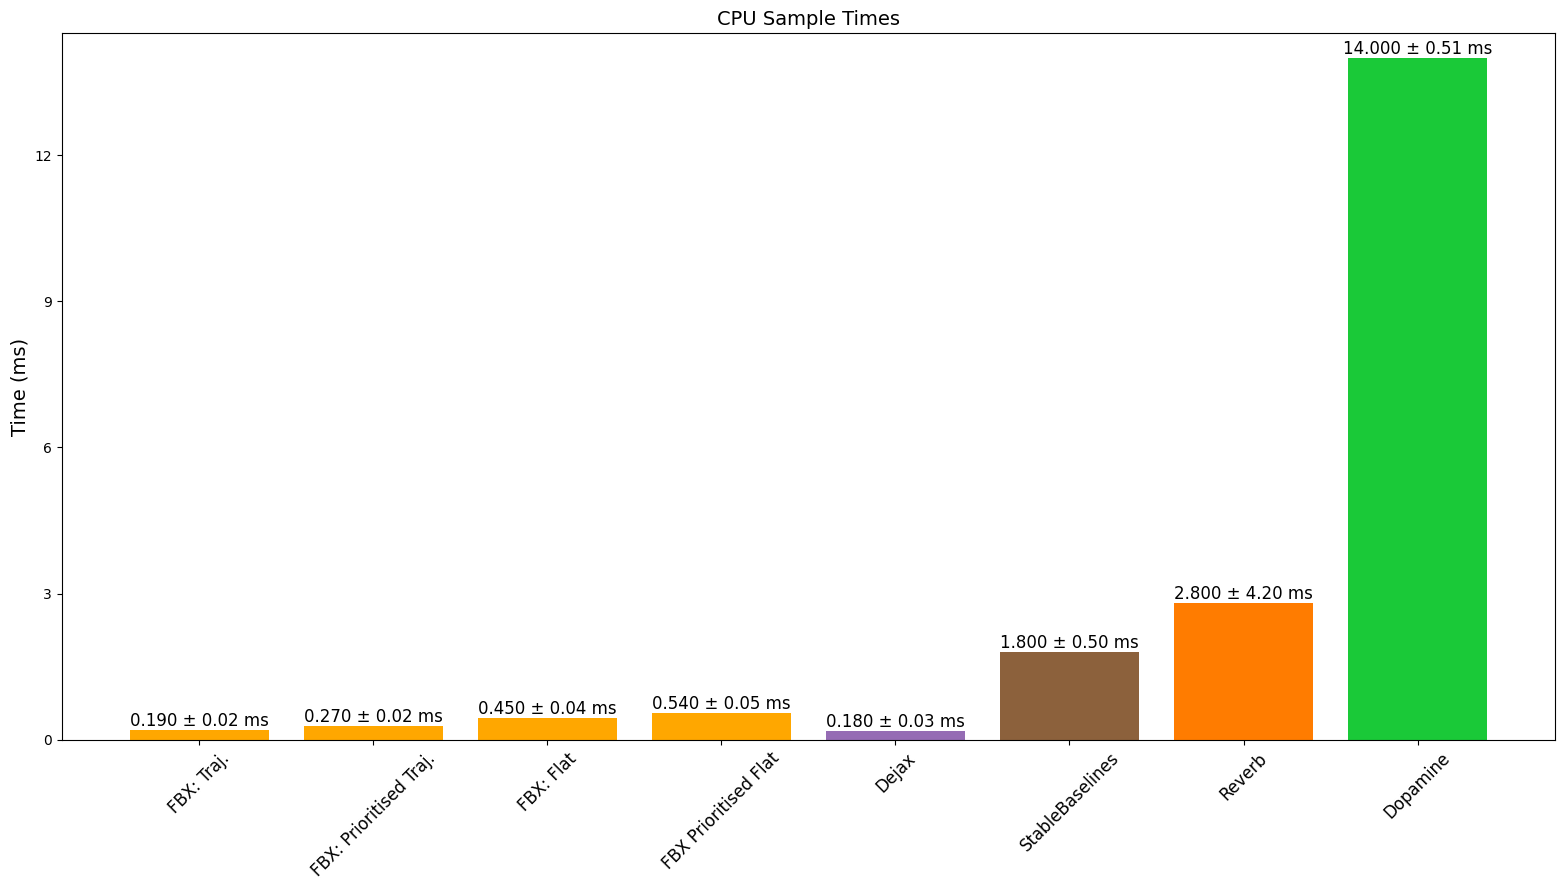 CPU Sample Times
Time (ms)
12
9
6
3
0
0.190 ± 0.02 ms
0.270 ± 0.02 ms
0.450 ± 0.04 ms
0.540 ± 0.05 ms
0.180 ± 0.03 ms
1.800 ± 0.50 ms
2.800 ± 4.20 ms
14.000 ± 0.51 ms
FBX: Traj.
FBX: Prioritised Traj.
FBX: Flat
FBX Prioritised Flat
Dejax
StableBaselines
Reverb
Dopamine